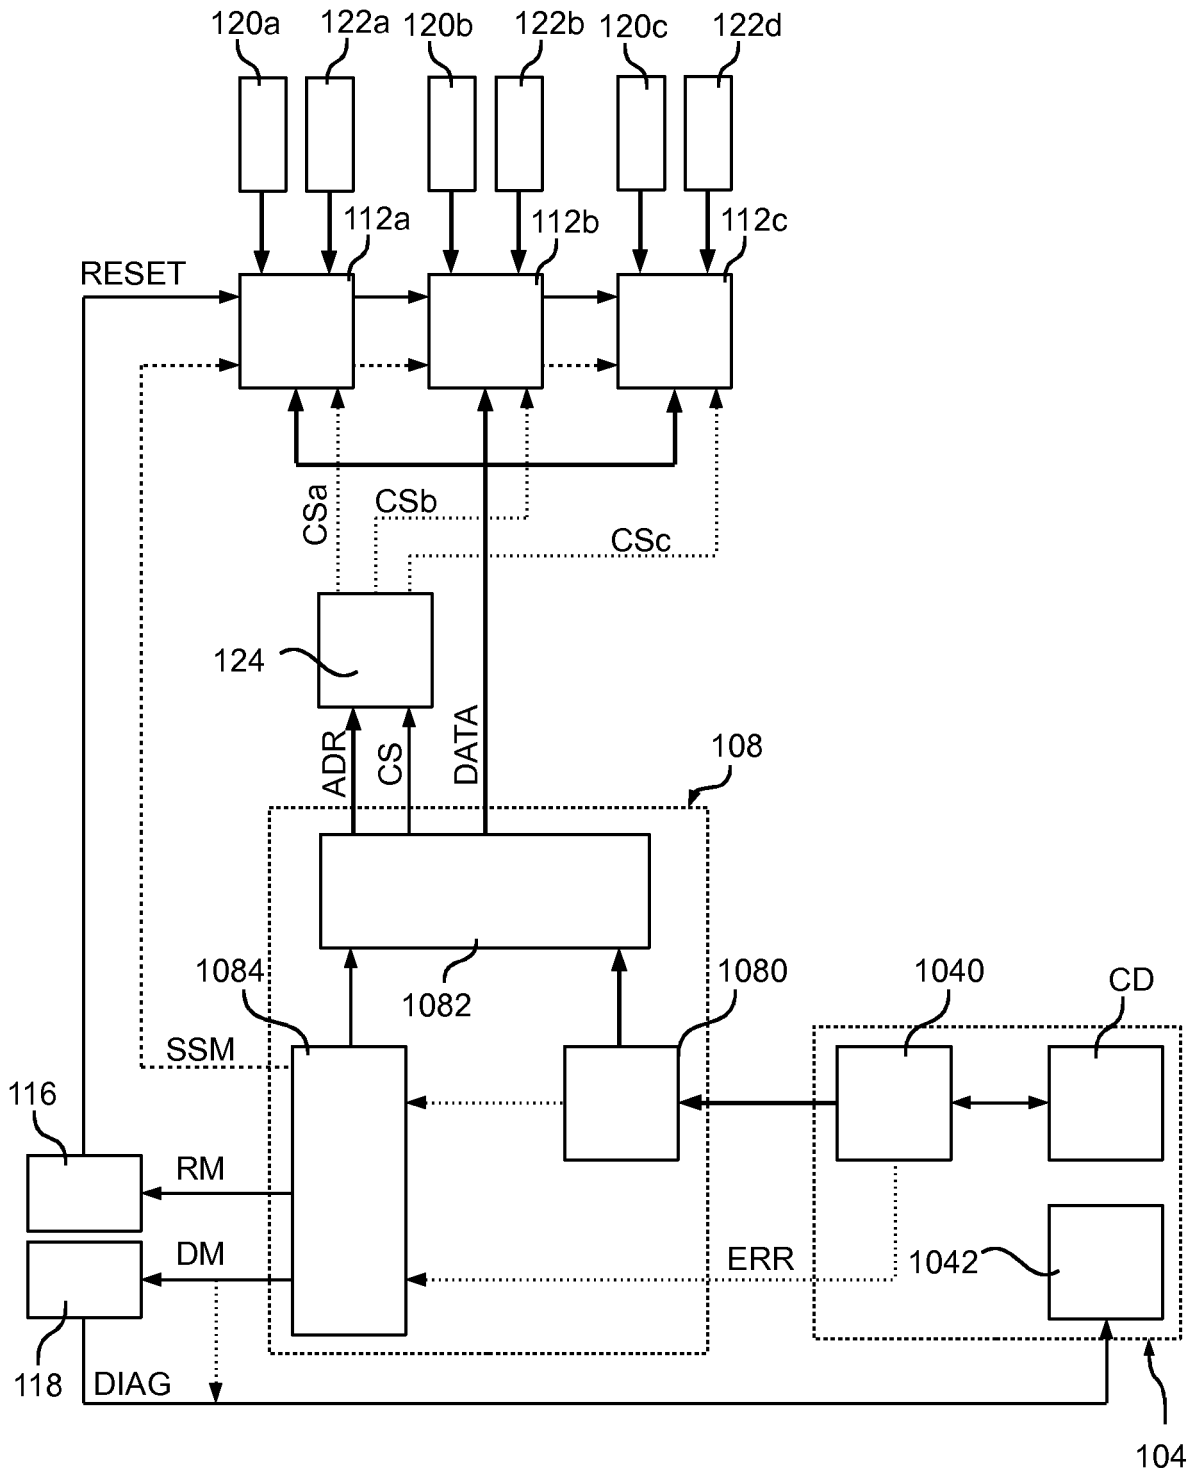 120a 122a 120b 122b 120c 122d
112a 112b 112c
RESET
CSa CSb CSc
124
ADR CS DATA
108
1084 1082 1080 1040 CD
SSM
116
RM
DM ERR 1042
118 DIAG
104